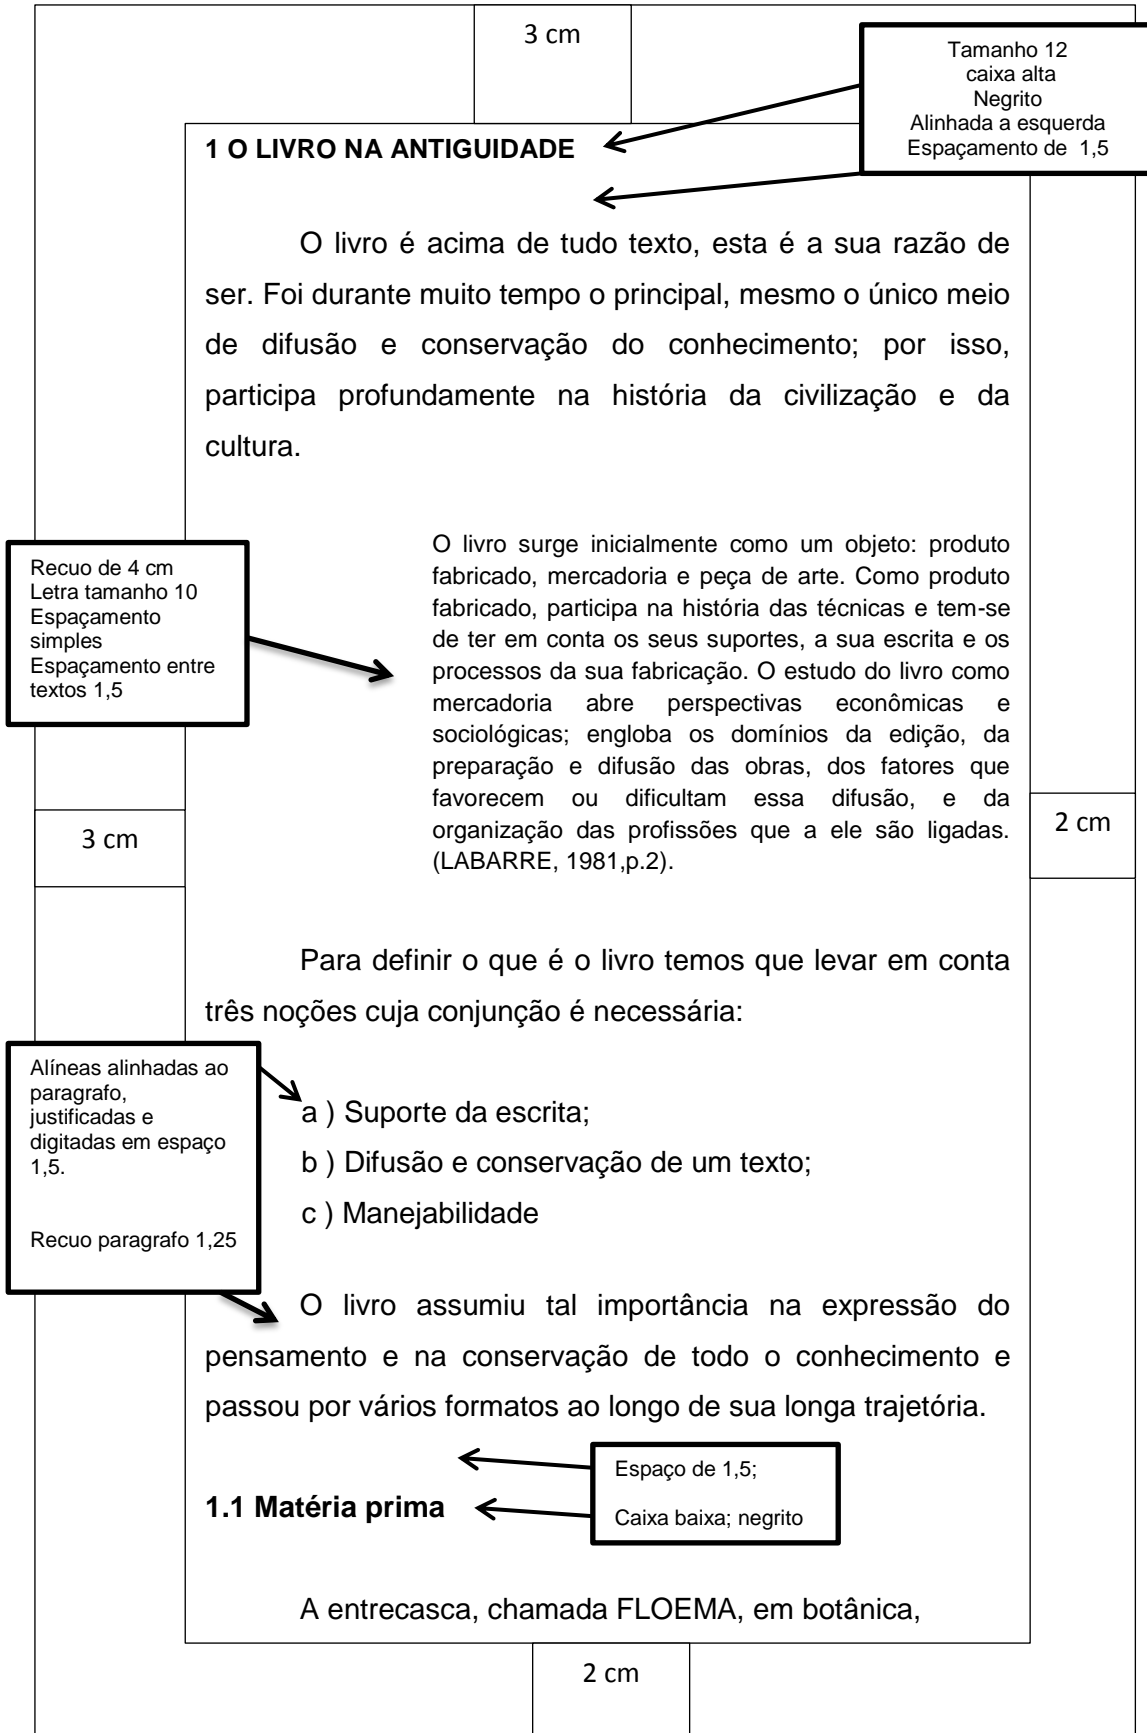 3 cm
Tamanho 12
caixa alta
Negrito
Alinhada a esquerda
Espaçamento de 1,5
1 O LIVRO NA ANTIGUIDADE
O livro é acima de tudo texto, esta é a sua razão de
ser. Foi durante muito tempo o principal, mesmo o único meio
de difusão e conservação do conhecimento; por isso,
participa profundamente na história da civilização e da
cultura.
Recuo de 4 cm
Letra tamanho 10
Espaçamento
simples
Espaçamento entre
textos 1,5
O livro surge inicialmente como um objeto: produto
fabricado, mercadoria e peça de arte. Como produto
fabricado, participa na história das técnicas e tem-se
de ter em conta os seus suportes, a sua escrita e os
processos da sua fabricação. O estudo do livro como
mercadoria abre perspectivas econômicas e
sociológicas; engloba os domínios da edição, da
preparação e difusão das obras, dos fatores que
favorecem ou dificultam essa difusão, e da
organização das profissões que a ele são ligadas.
(LABARRE, 1981,p.2).
3 cm
2 cm
Para definir o que é o livro temos que levar em conta
três noções cuja conjunção é necessária:
Alíneas alinhadas ao
paragrafo,
justificadas e
digitadas em espaço
1,5.
Recuo paragrafo 1,25
a ) Suporte da escrita;
b ) Difusão e conservação de um texto;
c ) Manejabilidade
O livro assumiu tal importância na expressão do
pensamento e na conservação de todo o conhecimento e
passou por vários formatos ao longo de sua longa trajetória.
Espaço de 1,5;
Caixa baixa; negrito
1.1 Matéria prima
A entrecasca, chamada FLOEMA, em botânica,
2 cm